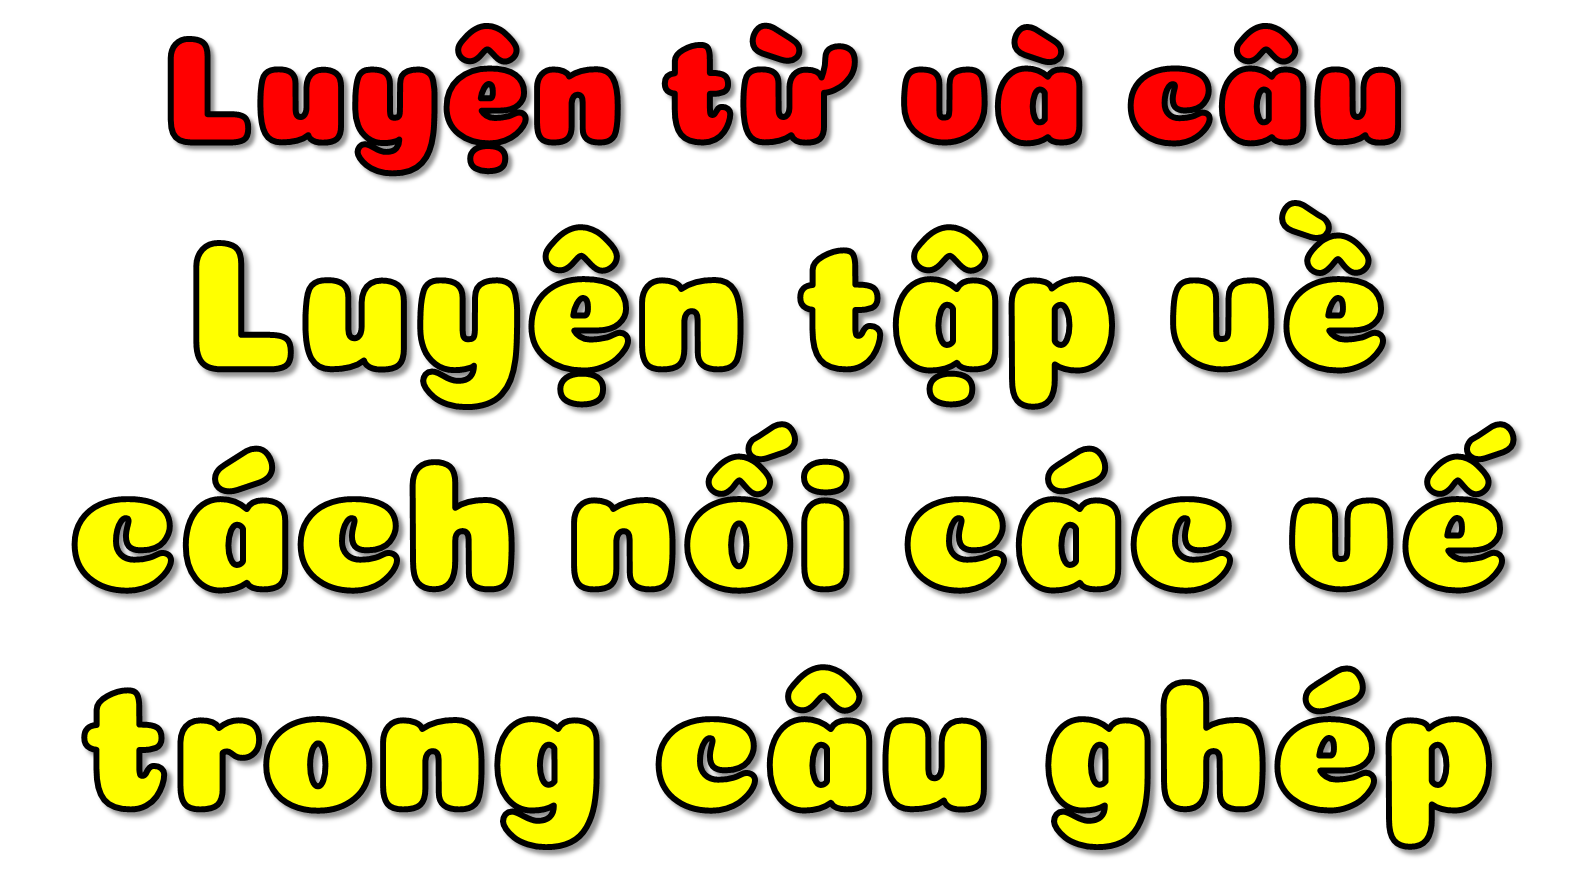 Luyện từ và câu
Luyện tập về
cách nối các vế
trong câu ghép